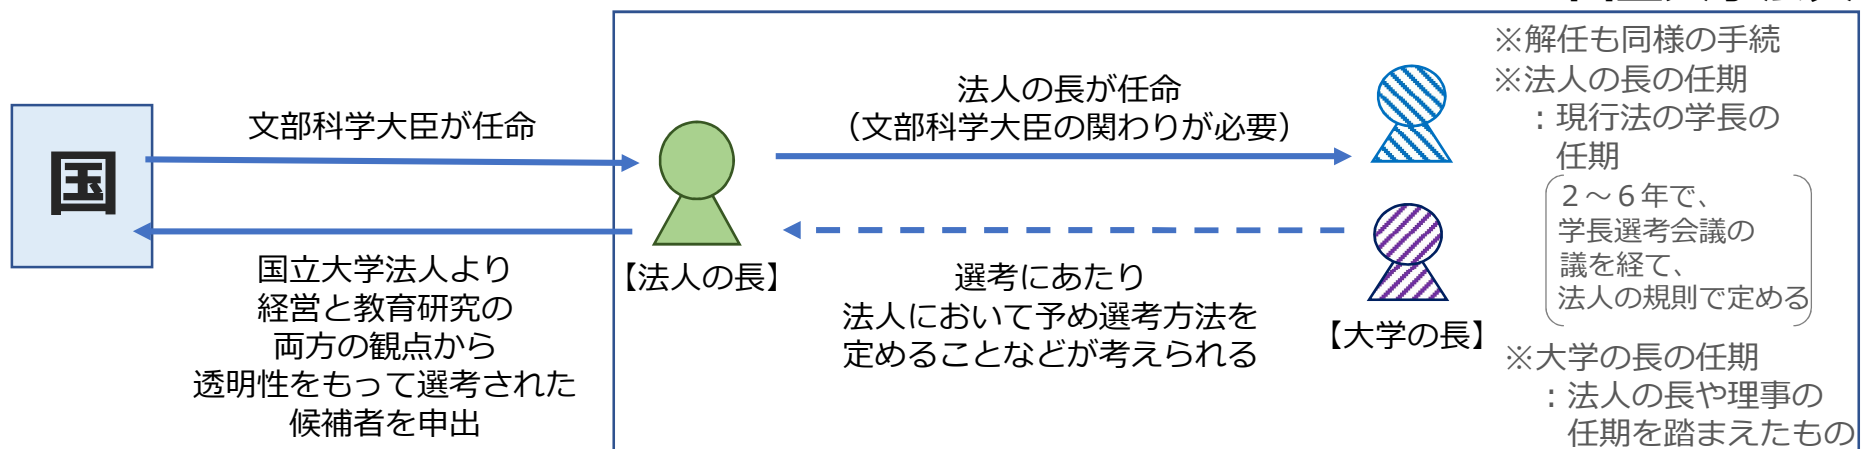 国
文部科学大臣が任命
国立大学法人より
経営と教育研究の
両方の観点から
透明性をもって選考された
候補者を申出
【法人の長】
法人の長が任命
（文部科学大臣の関わりが必要）
選考にあたり
法人において予め選考方法を
定めることなどが考えられる
【大学の長】
※解任も同様の手続
※法人の長の任期
：現行法の学長の
任期
２～６年で、
学長選考会議の
議を経て、
法人の規則で定める
※大学の長の任期
：法人の長や理事の
任期を踏まえたもの